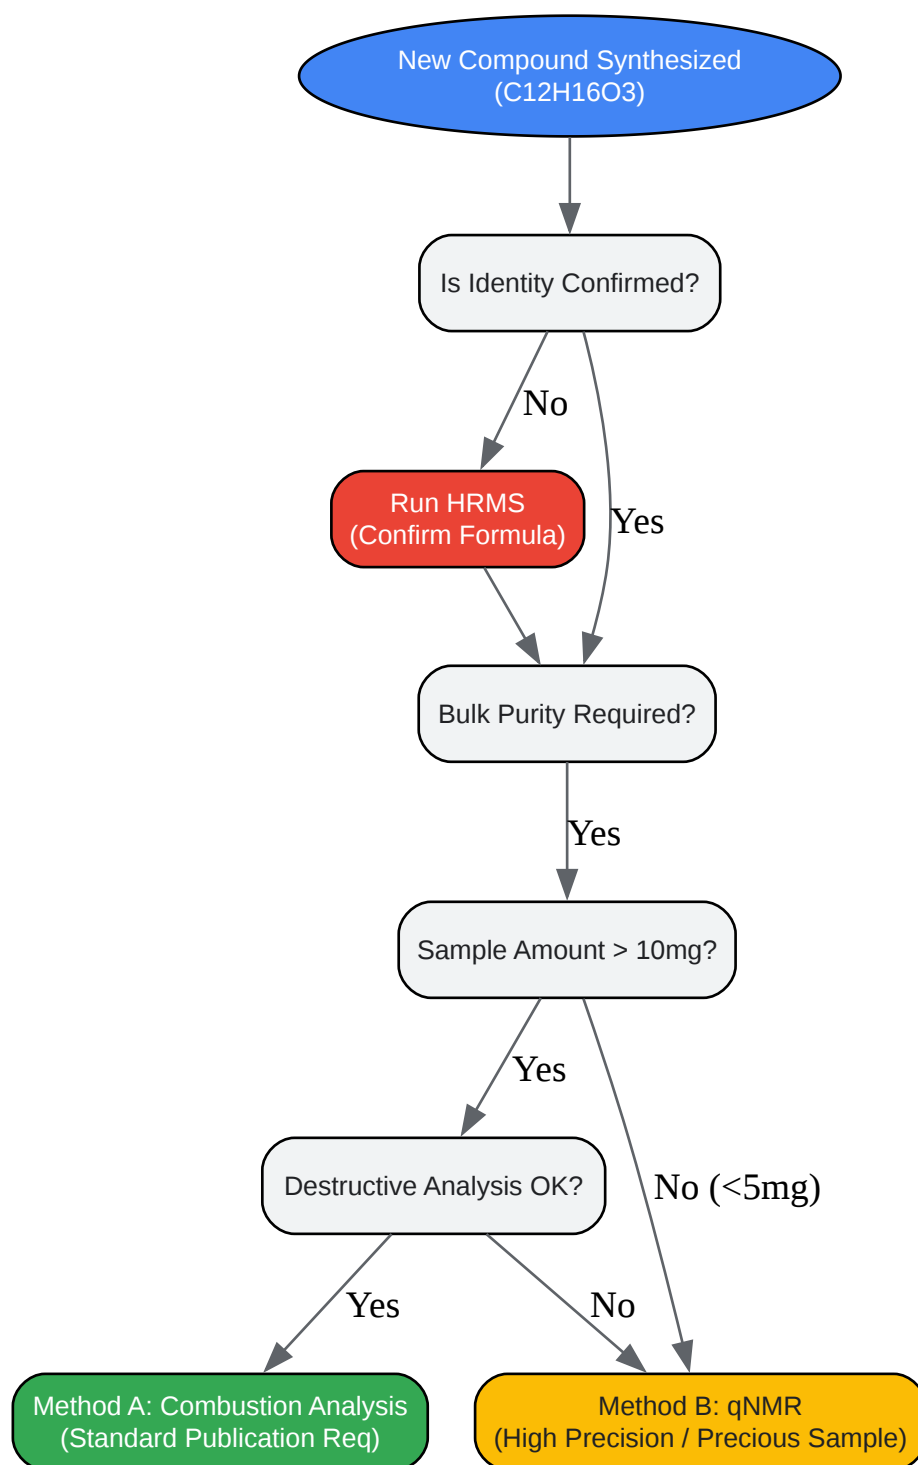 New Compound Synthesized
(C12H16O3)
Is Identity Confirmed?
No
Run HRMS
(Confirm Formula)
Yes
Bulk Purity Required?
Yes
Sample Amount > 10mg?
Yes
Destructive Analysis OK?
No (<5mg)
Yes
No
Method A: Combustion Analysis
(Standard Publication Req)
Method B: qNMR
(High Precision / Precious Sample)